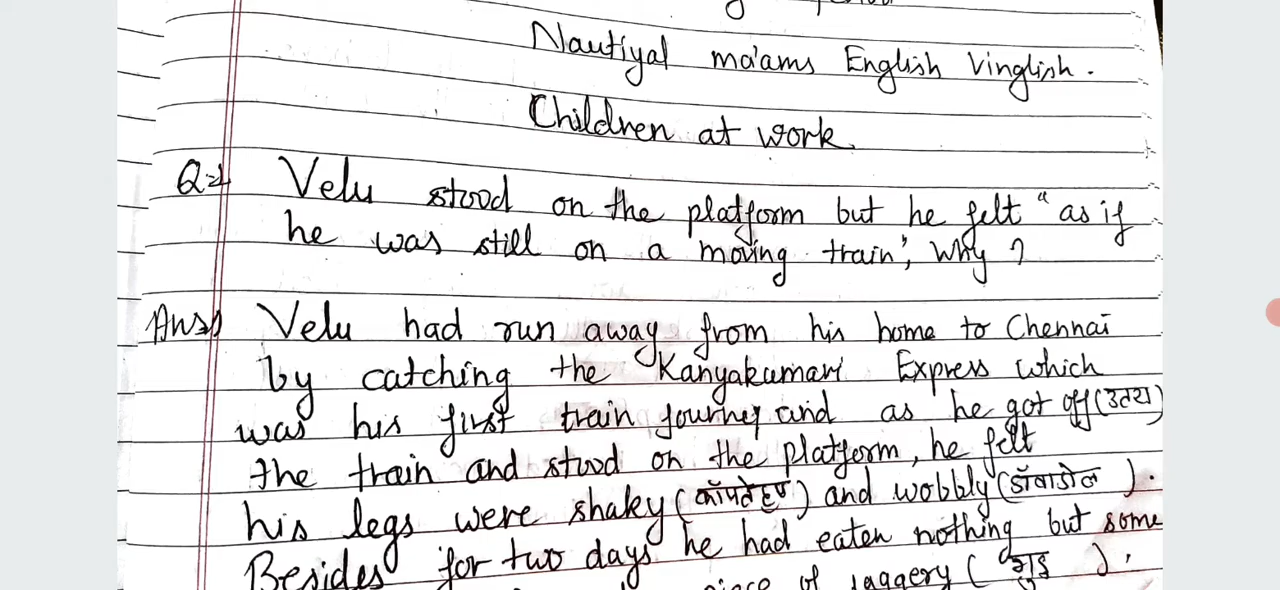 Nautiyal ma'ams English Vinglish.
Children at work.
Q.1 Velu stood on the platform but he felt "as if
he was still on a moving train", Why ?
Ans) Velu had run away from his home to Chennai
by catching the Kanyakumari Express which
was his first train journey and as he got off (उतरा)
the train and stood on the platform, he felt
his legs were shaky (काँपते हुए) and wobbly (डाँवाडोल ).
Besides for two days he had eaten nothing but some
piece of jaggery ( गुड़ ).